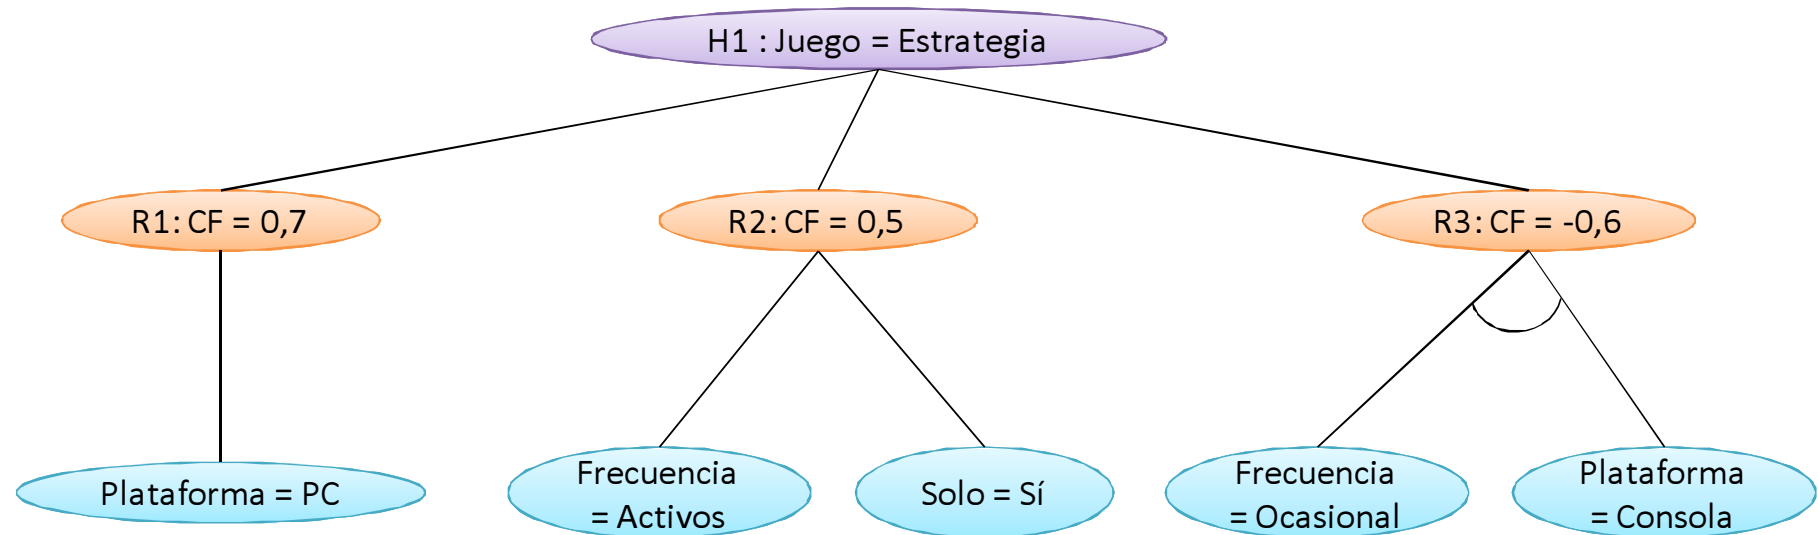 H1 : Juego = Estrategia
R1: CF = 0,7
R2: CF = 0,5
R3: CF = -0,6
Plataforma = PC
Frecuencia
= Activos
Solo = Sí
Frecuencia
= Ocasional
Plataforma
= Consola